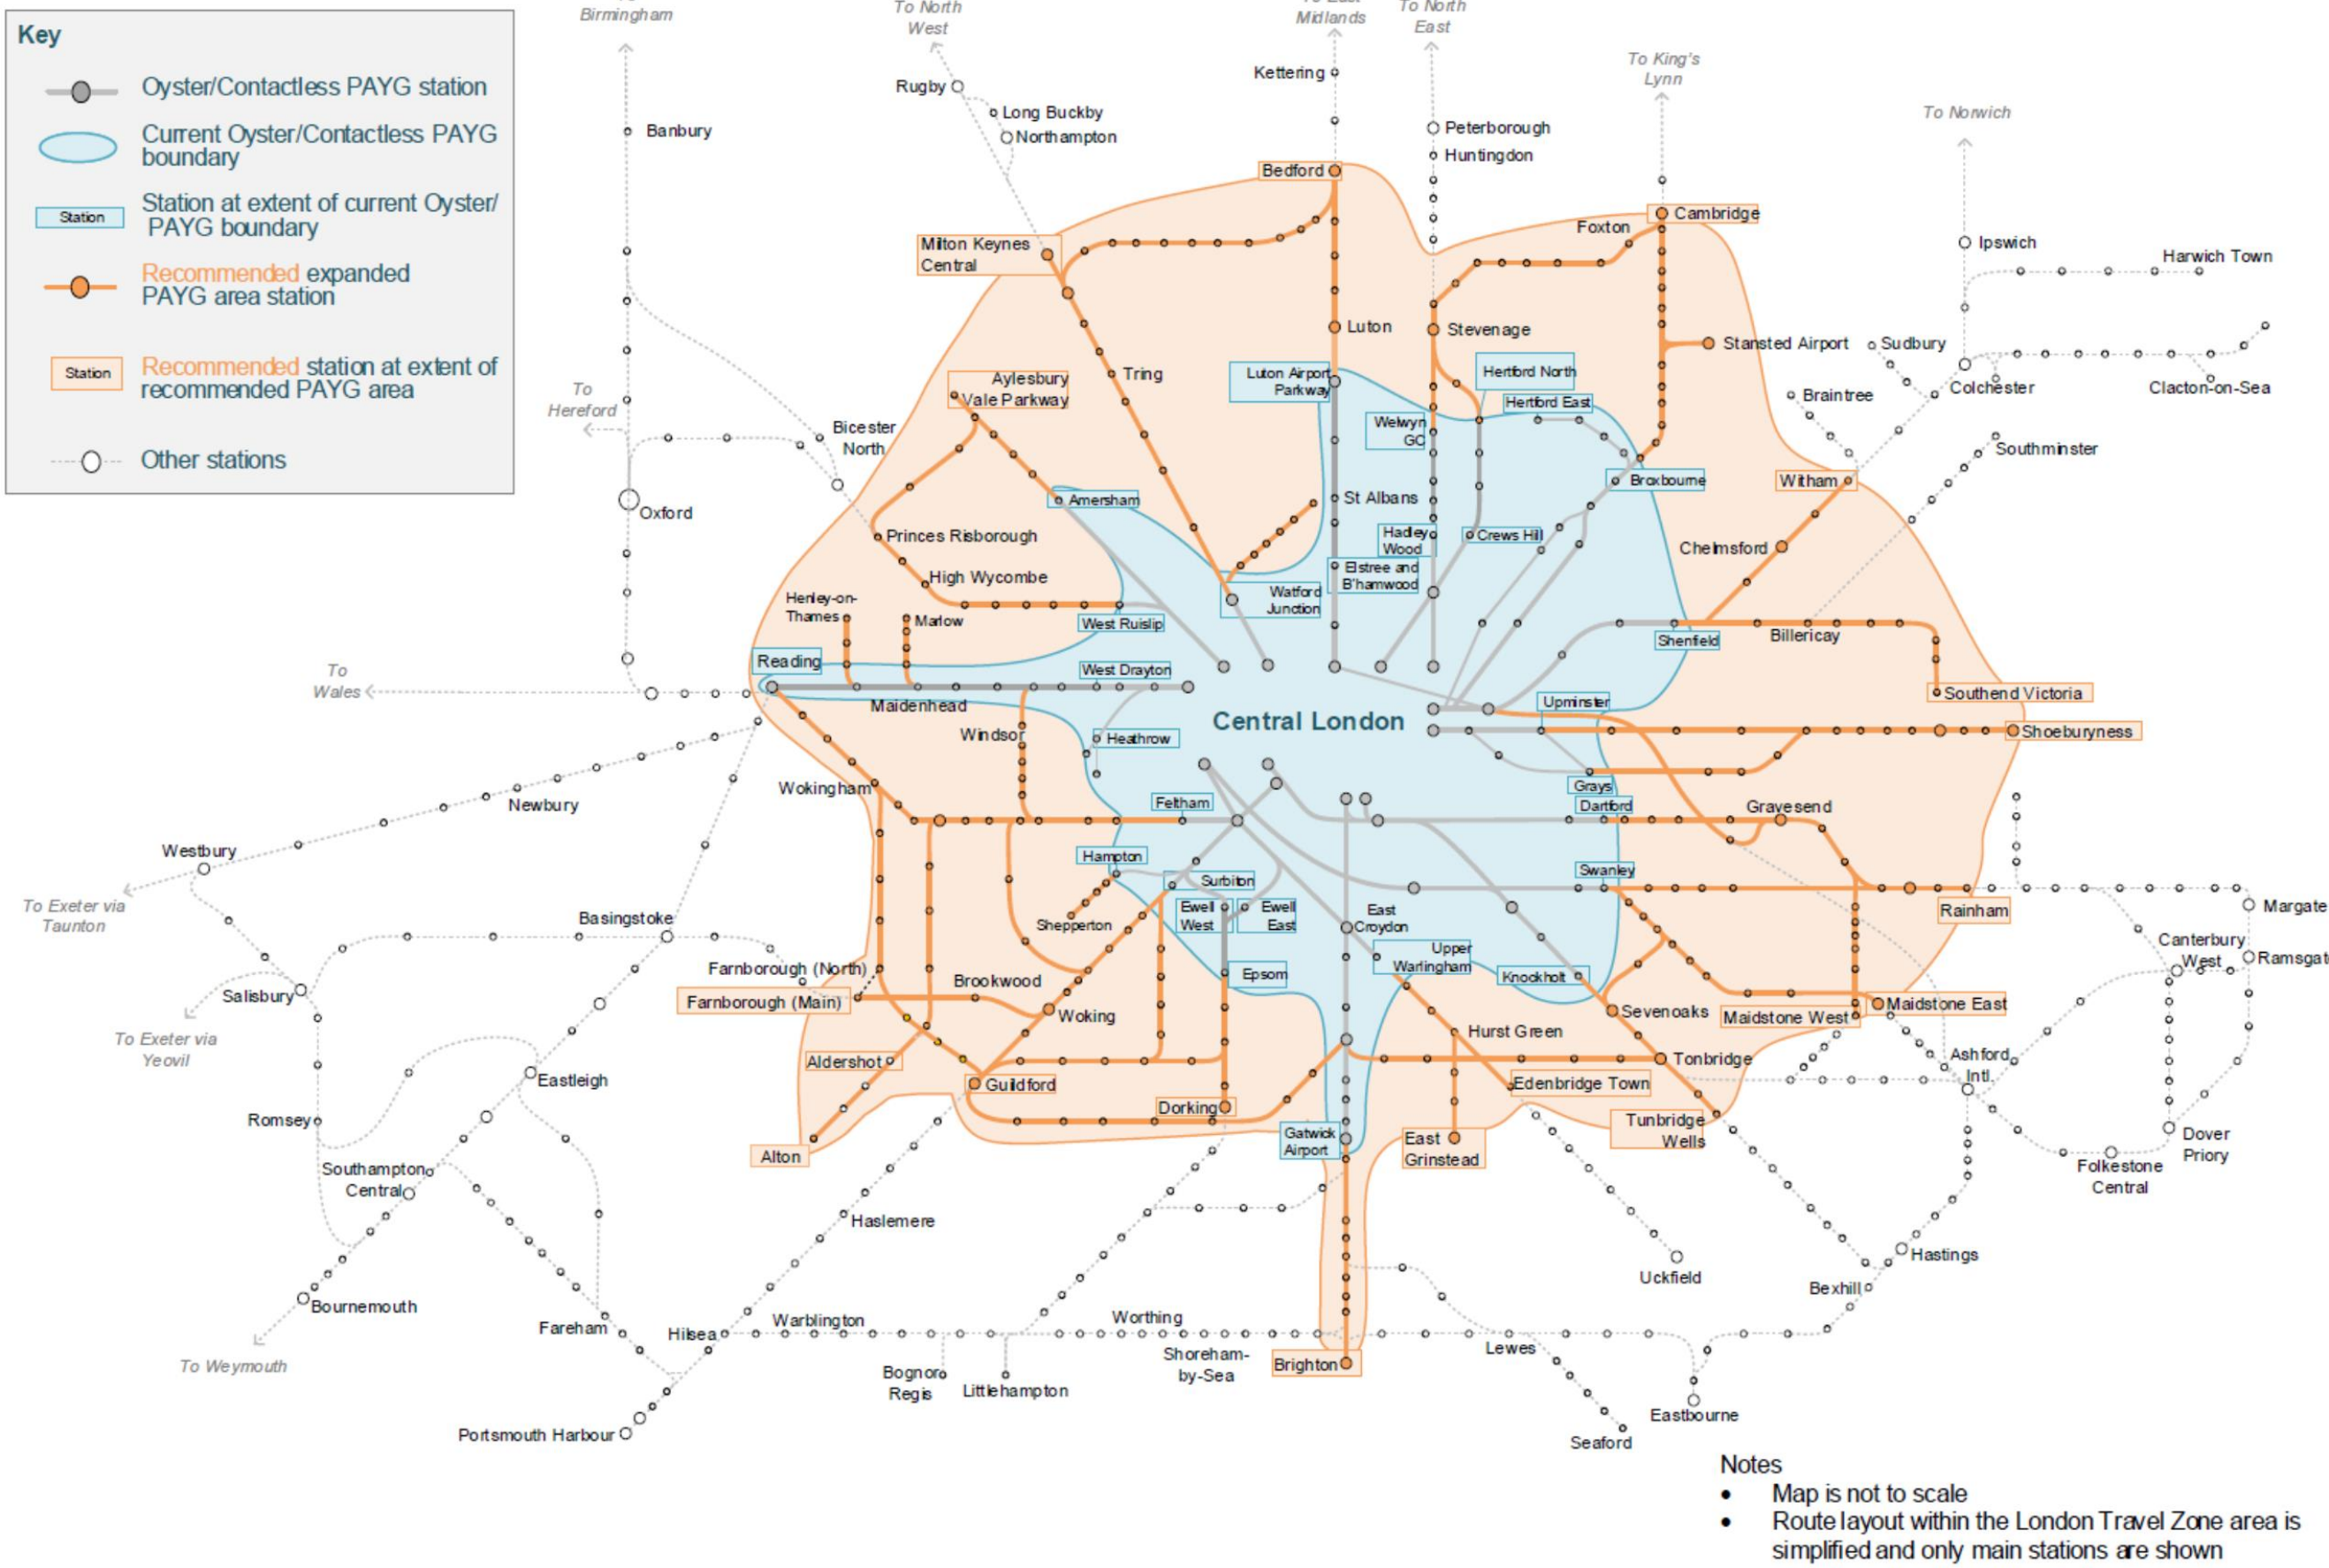 Key
Oyster/Contactless PAYG station
Current Oyster/Contactless PAYG
boundary
Station
Station at extent of current Oyster/
PAYG boundary
Recommended expanded
PAYG area station
Station
Recommended station at extent of
recommended PAYG area
Other stations
Birmingham
To North
West
Midlands
To North
East
To King's
Lynn
To Norwich
Banbury
Rugby
Long Buckby
Northampton
Kettering
Peterborough
Huntingdon
Bedford
Cambridge
Foxton
Milton Keynes
Central
Ipswich
Harwich Town
Luton
Stevenage
Stansted Airport
Sudbury
Colchester
Clacton-on-Sea
Braintree
Southminster
Tring
Luton Airport
Parkway
Hertford North
Hertford East
Welwyn
GC
Aylesbury
Vale Parkway
To
Hereford
Bicester
North
Oxford
Amersham
St Albans
Hadley
Wood
Crews Hill
Broxbourne
Witham
Chelmsford
Princes Risborough
High Wycombe
Elstree and
B'hamwood
Watford
Junction
Henley-on-
Thames
Marlow
West Ruislip
Shenfield
Billericay
To
Wales
Reading
West Drayton
Maidenhead
Windsor
Heathrow
Central London
Upminster
Southend Victoria
Shoeburyness
Grays
Dartford
Gravesend
Wokingham
Feltham
Newbury
Westbury
To Exeter via
Taunton
Hampton
Surbiton
Swanley
Ewell
West
Ewell
East
Shepperton
East
Croydon
Rainham
Margate
Basingstoke
Upper
Warlingham
Canterbury
West
Farnborough (North)
Brookwood
Epsom
Knockholt
Salisbury
Farnborough (Main)
Woking
Sevenoaks
Maidstone West
Maidstone East
To Exeter via
Yeovil
Hurst Green
Aldershot
Tonbridge
Ashford
Intl.
Eastleigh
Guildford
Edenbridge Town
Dorking
Romsey
Tunbridge
Wells
Gatwick
Airport
East
Grinstead
Alton
Dover
Priory
Folkestone
Central
Southampton
Central
Haslemere
Uckfield
Hastings
Bexhill
Bournemouth
Fareham
Hilsea
Warblington
Worthing
Shoreham-
by-Sea
Lewes
Brighton
To Weymouth
Bognor
Regis
Littlehampton
Eastbourne
Seaford
Portsmouth Harbour
Notes
• Map is not to scale
• Route layout within the London Travel Zone area is
simplified and only main stations are shown